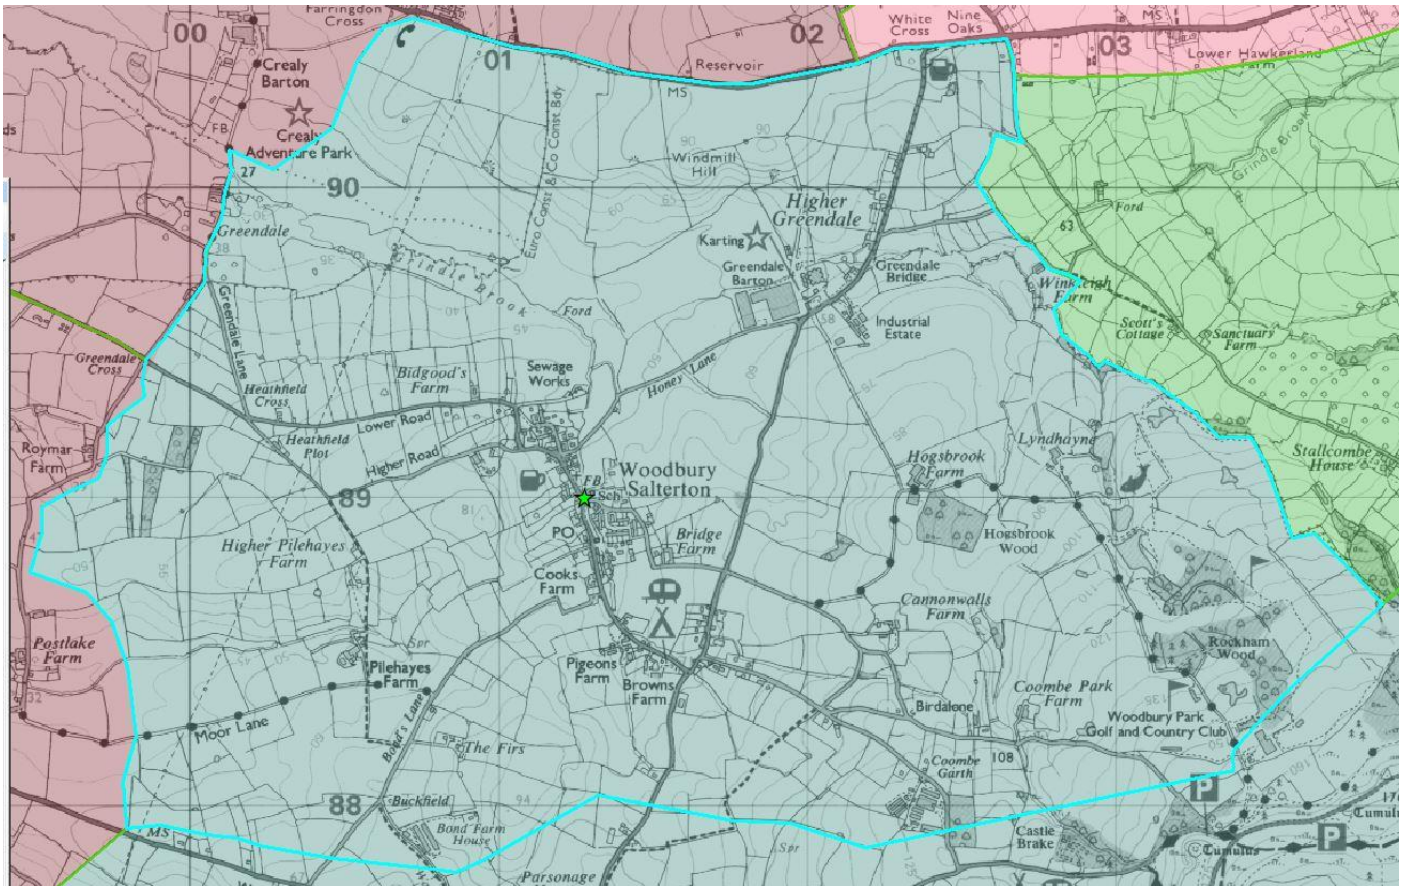 Farringdon
Cross
00
01
02
03
White
Cross
Nine
Oaks
MS
Lower Hawkerland
Farm
Crealy
Barton
Reservoir
MS
FB
Crealy
Adventure Park
27
90
Windmill
Hill
90
90
Euro Const & Co Const Bdy
Grindle Brook
Higher
Greendale
Ford
63
Greendale
Karting
Greendale
Barton
Greendale
Bridge
Winkleigh
Farm
Grindle Brook
Ford
Industrial
Estate
Scott's
Cottage
Sanctuary
Farm
Greendale Lane
Greendale
Cross
Heathfield
Cross
Bidgood's
Farm
Sewage
Works
Honey Lane
Lower Road
Heathfield
Plot
Higher Road
Roymar
Farm
Lyndhayne
Stallcombe
House
Hogsbrook
Farm
Woodbury
Salterton
FB
Sch
89
PO
Bridge
Farm
Hogsbrook
Wood
Higher Pilehayes
Farm
Cooks
Farm
Cannonwalls
Farm
Postlake
Farm
Spr
Rockham
Wood
Pilehayes
Farm
Pigeons
Farm
Browns
Farm
Coombe Park
Farm
32
Birdalone
Woodbury Park
Golf and Country Club
Moor Lane
Bond's Lane
The Firs
108
Coombe
Garth
88
Buckfield
94
P
MS
Bond Farm
House
Castle
Brake
Tumulus
P
Tumulus
Spr
Parsonage